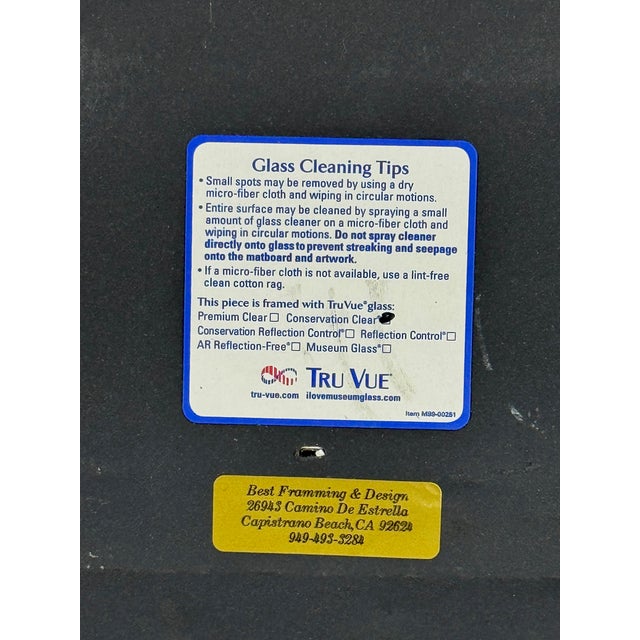 Glass Cleaning Tips
• Small spots may be removed by using a dry
micro-fiber cloth and wiping in circular motions.
• Entire surface may be cleaned by spraying a small
amount of glass cleaner on a micro-fiber cloth and
wiping in circular motions. Do not spray cleaner
directly onto glass to prevent streaking and seepage
onto the matboard and artwork.
• If a micro-fiber cloth is not available, use a lint-free
clean cotton rag.
This piece is framed with TruVue® glass:
Premium Clear ☐ Conservation Clear®
Conservation Reflection Control® ☐ Reflection Control® ☐
AR Reflection-Free® ☐ Museum Glass® ☐
TRU VUE®
tru-vue.com ilovemuseumglass.com
Item M99-00251
Best Framming & Design
26943 Camino De Estrella
Capistrano Beach,CA 92624
949-493-3284